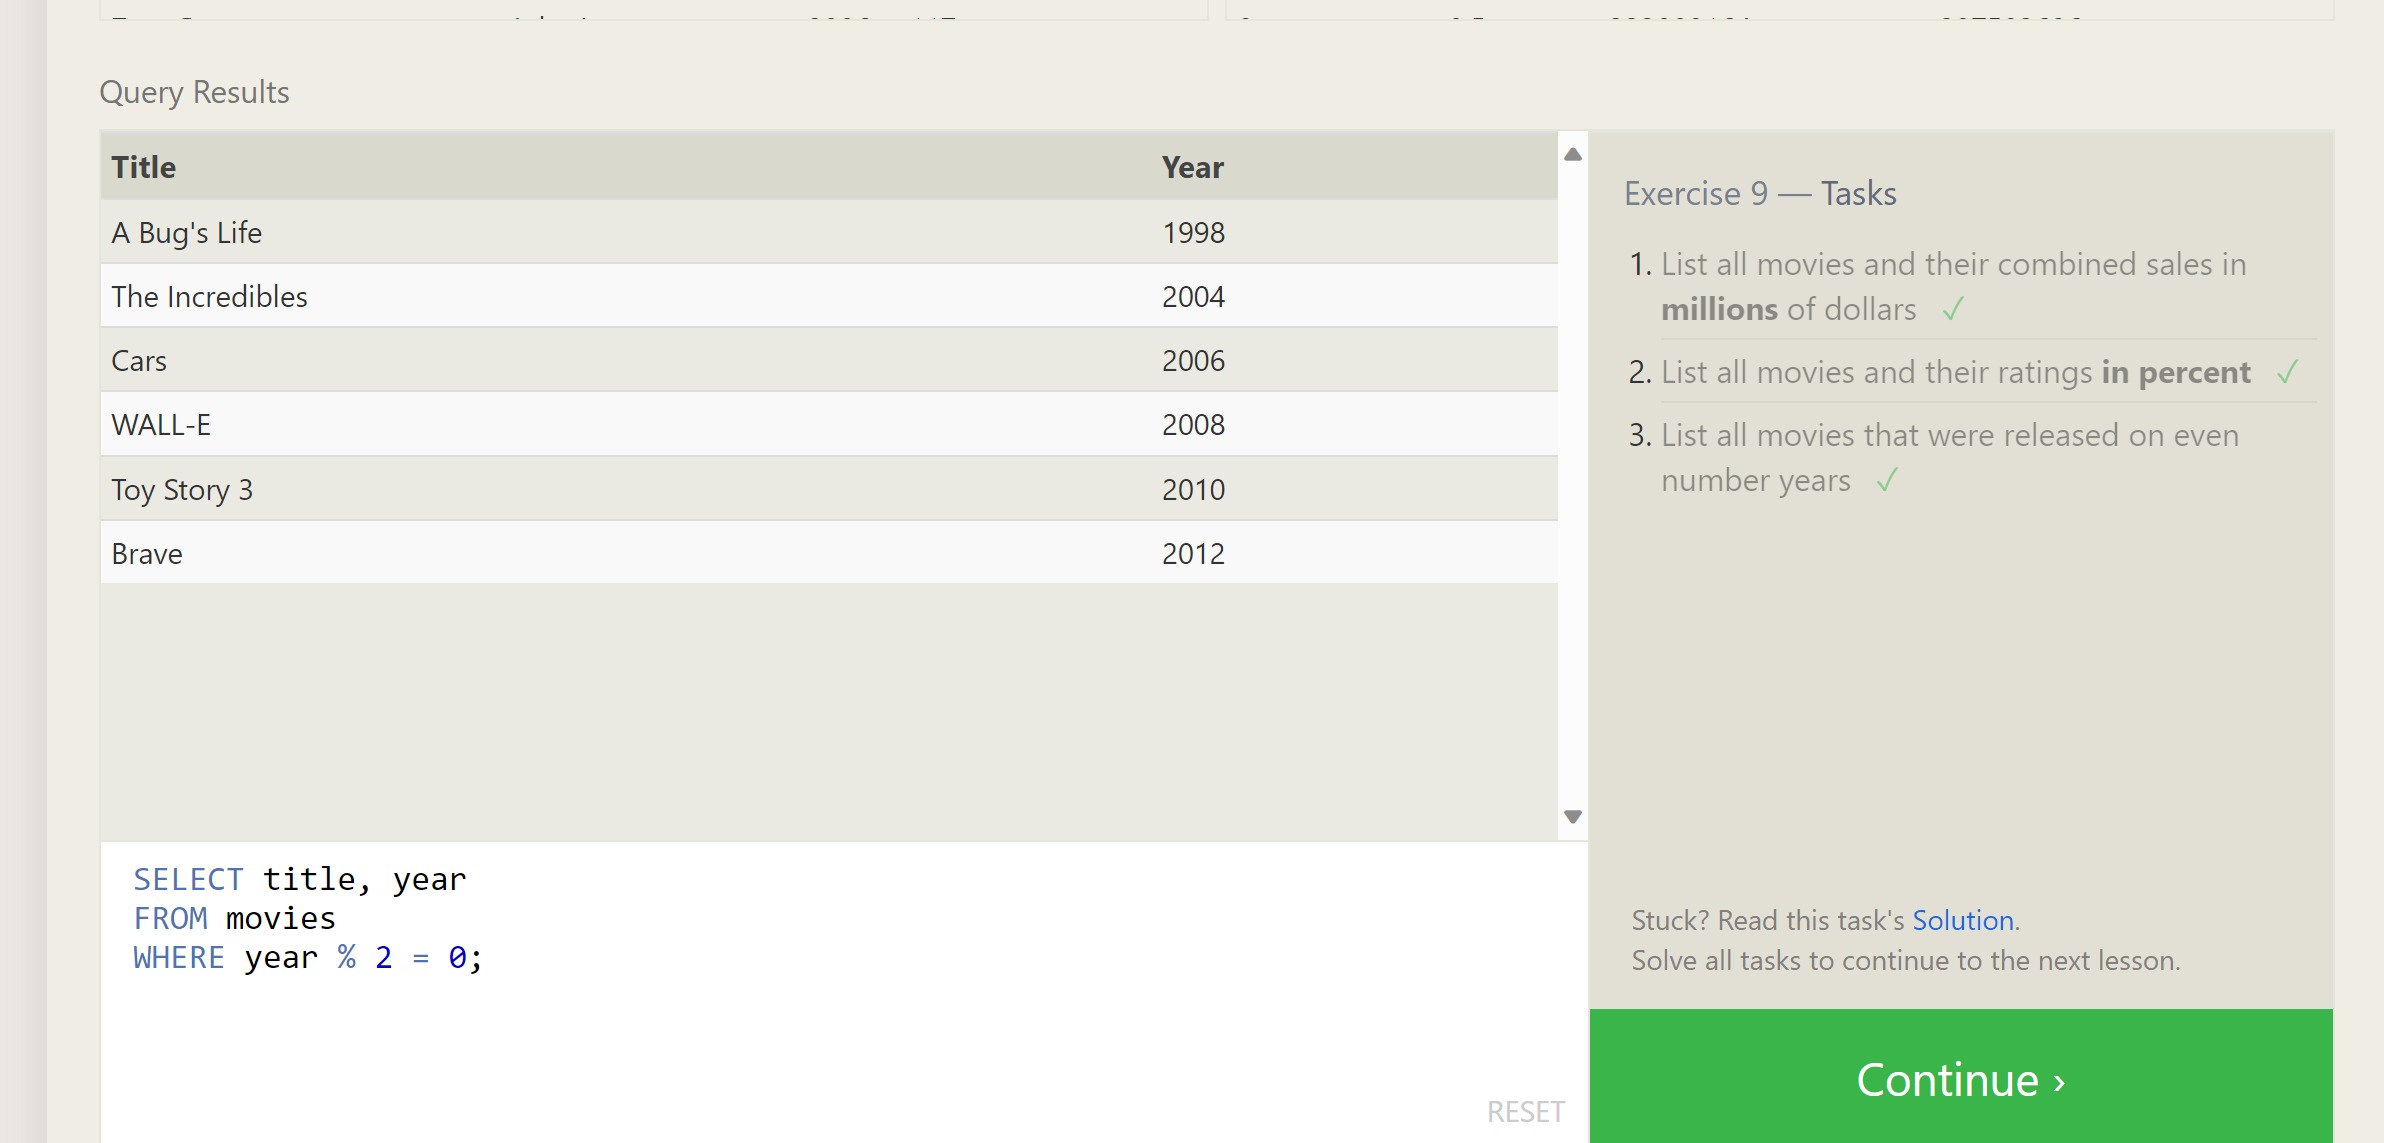 Query Results
Title Year
A Bug's Life 1998
The Incredibles 2004
Cars 2006
WALL-E 2008
Toy Story 3 2010
Brave 2012
SELECT title, year
FROM movies
WHERE year % 2 = 0;
RESET
Exercise 9 — Tasks
1. List all movies and their combined sales in
millions of dollars ✓
2. List all movies and their ratings in percent ✓
3. List all movies that were released on even
number years ✓
Stuck? Read this task's Solution.
Solve all tasks to continue to the next lesson.
Continue ›